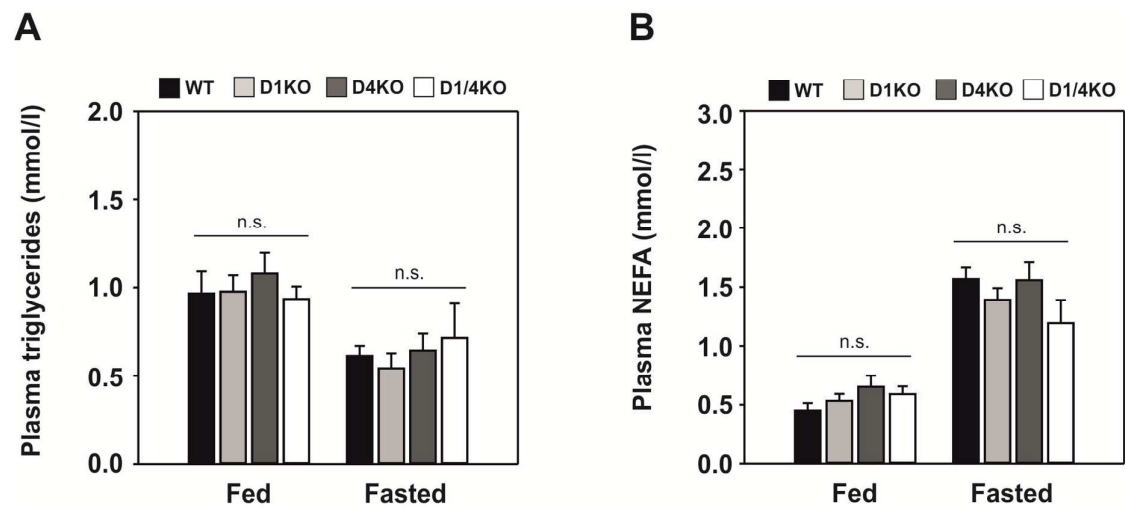 A
WT D1KO D4KO D1/4KO
Plasma triglycerides (mmol/l)
2.0
1.5
1.0
0.5
0.0
n.s.
n.s.
Fed Fasted
B
WT D1KO D4KO D1/4KO
Plasma NEFA (mmol/l)
3.0
2.5
2.0
1.5
1.0
0.5
0.0
n.s.
n.s.
Fed Fasted